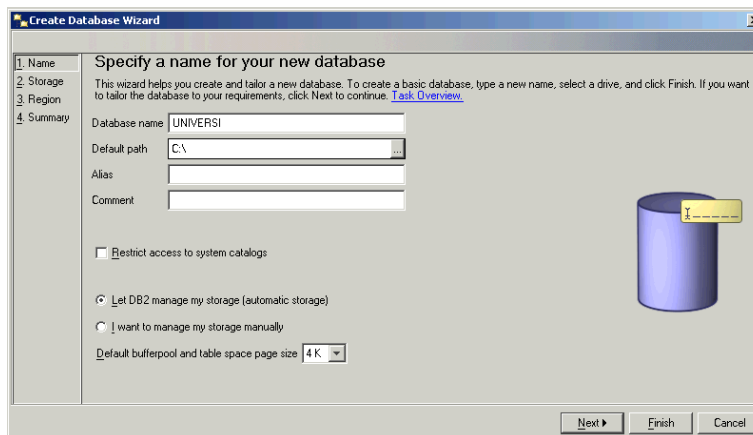 Create Database Wizard
1. Name
2. Storage
3. Region
4. Summary
Specify a name for your new database
This wizard helps you create and tailor a new database. To create a basic database, type a new name, select a drive, and click Finish. If you want
to tailor the database to your requirements, click Next to continue. Task Overview.
Database name UNIVERSI
Default path C:\ ...
Alias
Comment
Restrict access to system catalogs
Let DB2 manage my storage (automatic storage)
I want to manage my storage manually
Default bufferpool and table space page size 4 K
Next Finish Cancel